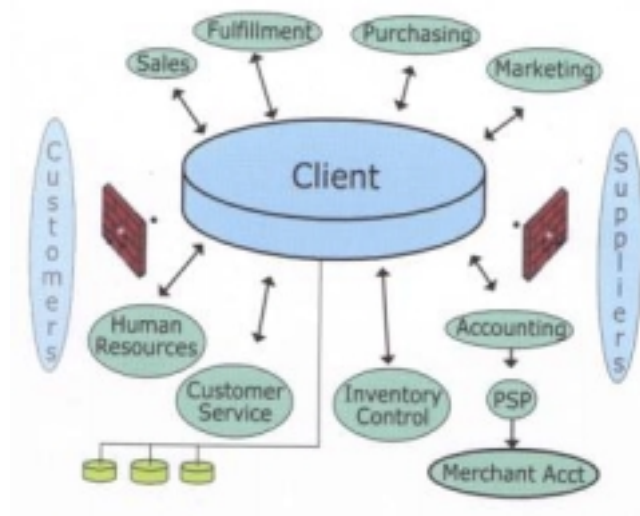 Fulfillment
Purchasing
Sales
Marketing
Customers
Client
Suppliers
Human
Resources
Accounting
Customer
Service
Inventory
Control
PSP
Merchant Acct